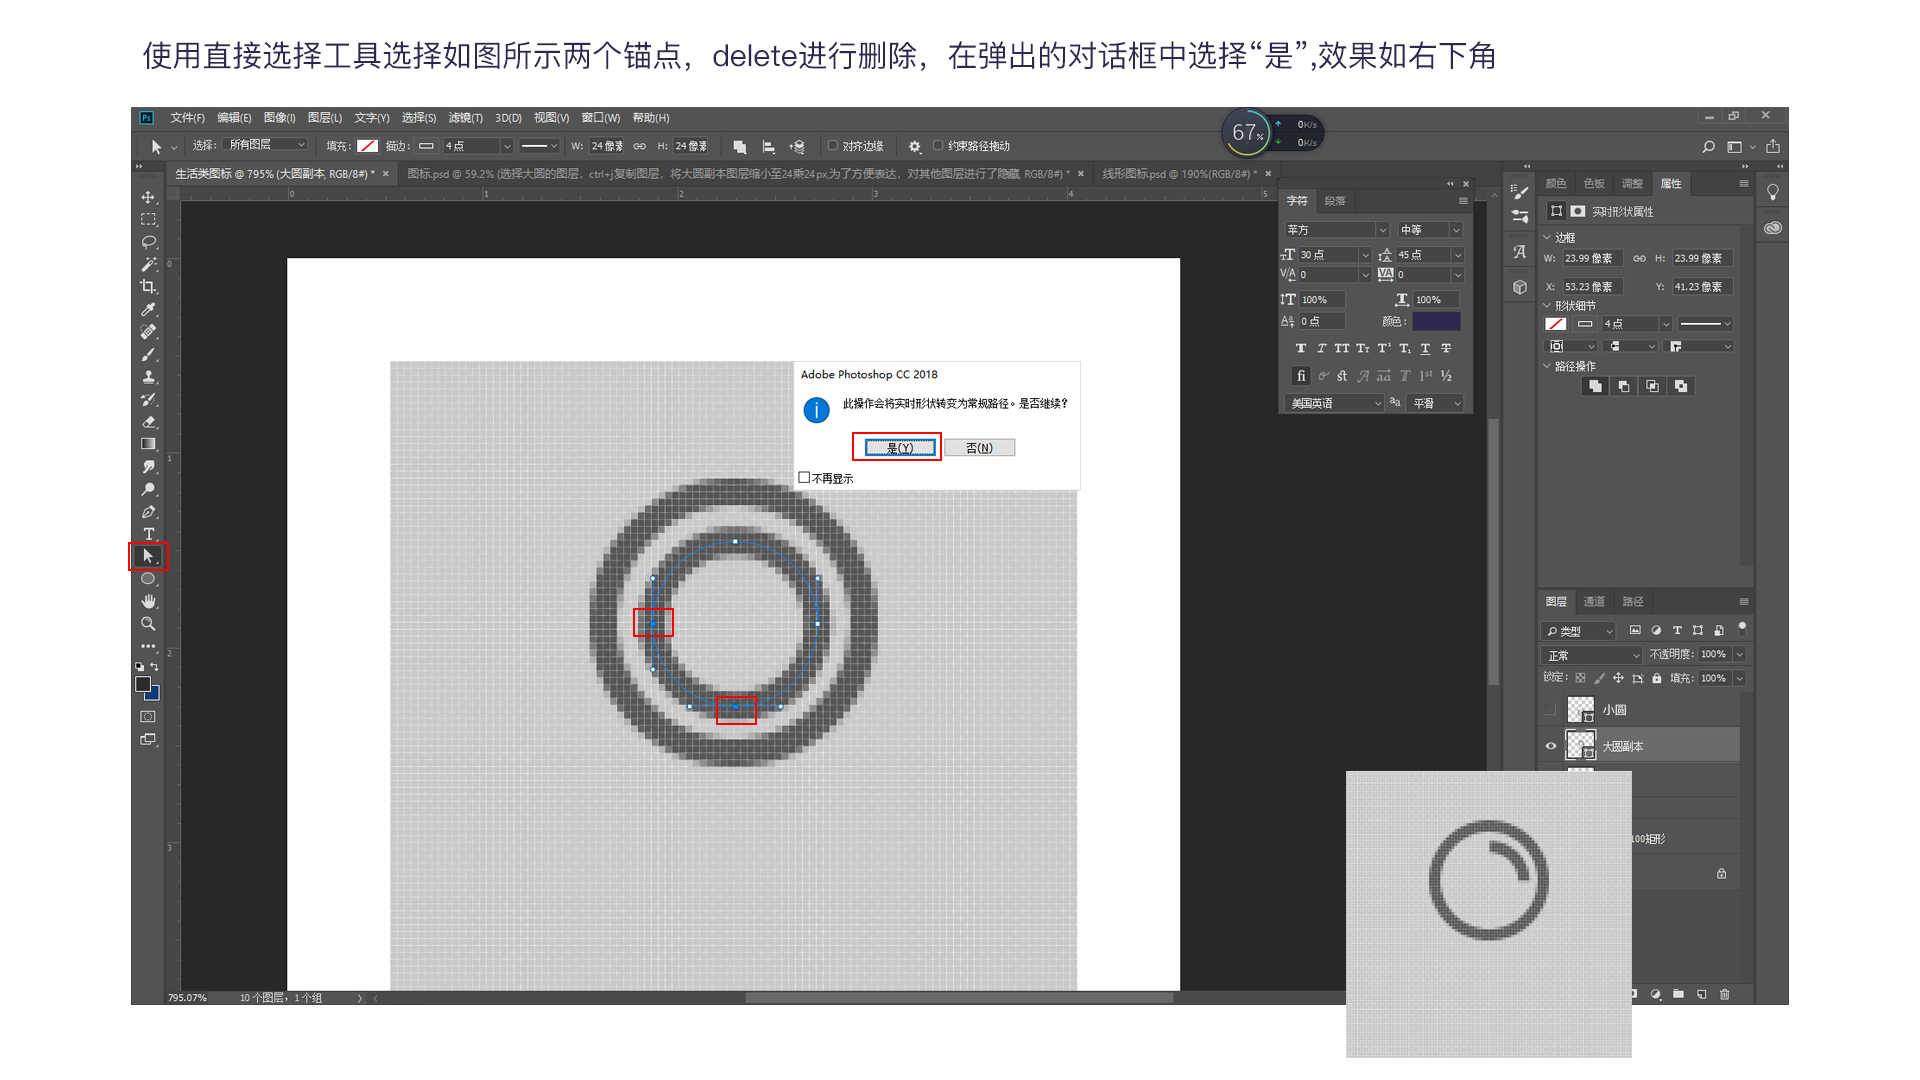 使用直接选择工具选择如图所示两个锚点，delete进行删除，在弹出的对话框中选择“是”,效果如右下角
Ps 文件(F) 编辑(E) 图像(I) 图层(L) 文字(Y) 选择(S) 滤镜(T) 3D(D) 视图(V) 窗口(W) 帮助(H)
67% 0K/s
0K/s
选择: 所有图层 填充: 描边: 4点 W: 24 像素 H: 24 像素 对齐边缘 约束路径拖动
生活类图标 @ 795% (大圆副本, RGB/8#) * × 图标.psd @ 59.2% (选择大圆的图层，ctrl+j复制图层，将大圆副本图层缩小至24乘24px,为了方便表达，对其他图层进行了隐藏, RGB/8#) * × 线形图标.psd @ 190%(RGB/8#) * ×
0 1 2 3 4 5
0
1
2
3
Adobe Photoshop CC 2018
此操作会将实时形状转变为常规路径。是否继续?
是(Y) 否(N)
不再显示
字符 段落
苹方 中等
30 点 45 点
0 0
100% 100%
0 点 颜色:
美国英语 平滑
颜色 色板 调整 属性
实时形状属性
边框
W: 23.99 像素 H: 23.99 像素
X: 53.23 像素 Y: 41.23 像素
形状细节
4点
路径操作
图层 通道 路径
类型
正常 不透明度: 100%
锁定: 填充: 100%
小圆
大圆副本
100矩形
795.07% 10 个图层，1 个组